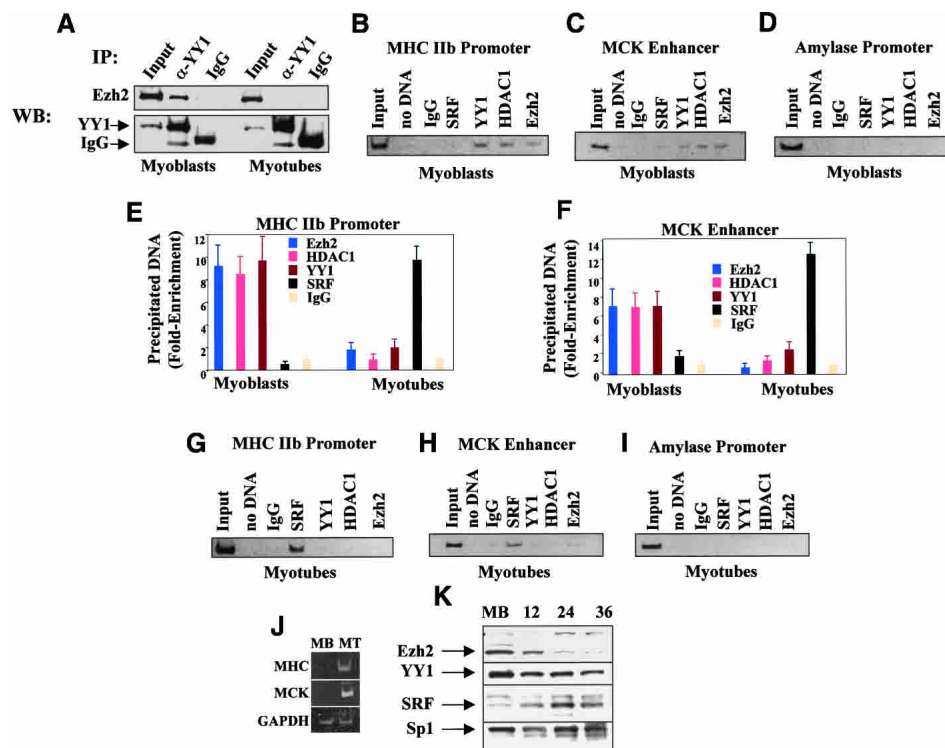 A
IP:
Input
α-YY1
IgG
Input
α-YY1
IgG
WB:
Ezh2
YY1
IgG
Myoblasts
Myotubes
B
MHC IIb Promoter
Input
no DNA
IgG
SRF
YY1
HDAC1
Ezh2
Myoblasts
C
MCK Enhancer
Input
no DNA
IgG
SRF
YY1
HDAC1
Ezh2
Myoblasts
D
Amylase Promoter
Input
no DNA
IgG
SRF
YY1
HDAC1
Ezh2
Myoblasts
E
MHC IIb Promoter
Precipitated DNA
(Fold-Enrichment)
12
10
8
6
4
2
0
Ezh2
HDAC1
YY1
SRF
IgG
Myoblasts
Myotubes
F
MCK Enhancer
Precipitated DNA
(Fold-Enrichment)
14
12
10
8
6
4
2
0
Ezh2
HDAC1
YY1
SRF
IgG
Myoblasts
Myotubes
G
MHC IIb Promoter
Input
no DNA
IgG
SRF
YY1
HDAC1
Ezh2
Myotubes
H
MCK Enhancer
Input
no DNA
IgG
SRF
YY1
HDAC1
Ezh2
Myotubes
I
Amylase Promoter
Input
no DNA
IgG
SRF
YY1
HDAC1
Ezh2
Myotubes
J
MB MT
MHC
MCK
GAPDH
K
MB 12 24 36
Ezh2
YY1
SRF
Sp1